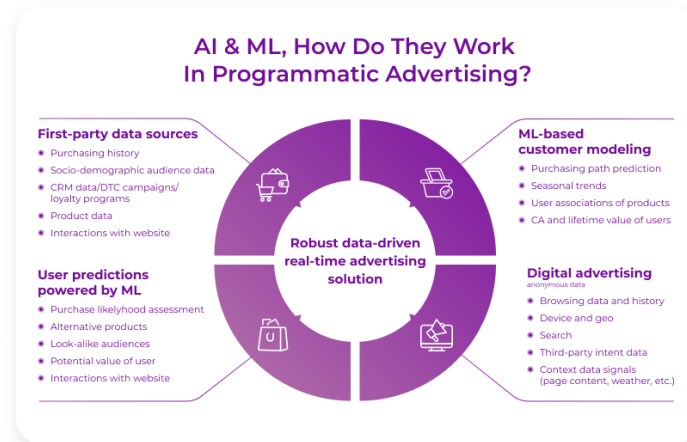 AI & ML, How Do They Work
In Programmatic Advertising?
First-party data sources
Purchasing history
Socio-demographic audience data
CRM data/DTC campaigns/
loyalty programs
Product data
Interactions with website
User predictions
powered by ML
Purchase likelyhood assessment
Alternative products
Look-alike audiences
Potential value of user
Interactions with website
Robust data-driven
real-time advertising
solution
ML-based
customer modeling
Purchasing path prediction
Seasonal trends
User associations of products
CA and lifetime value of users
Digital advertising
anonymous data
Browsing data and history
Device and geo
Search
Third-party intent data
Context data signals
(page content, weather, etc.)